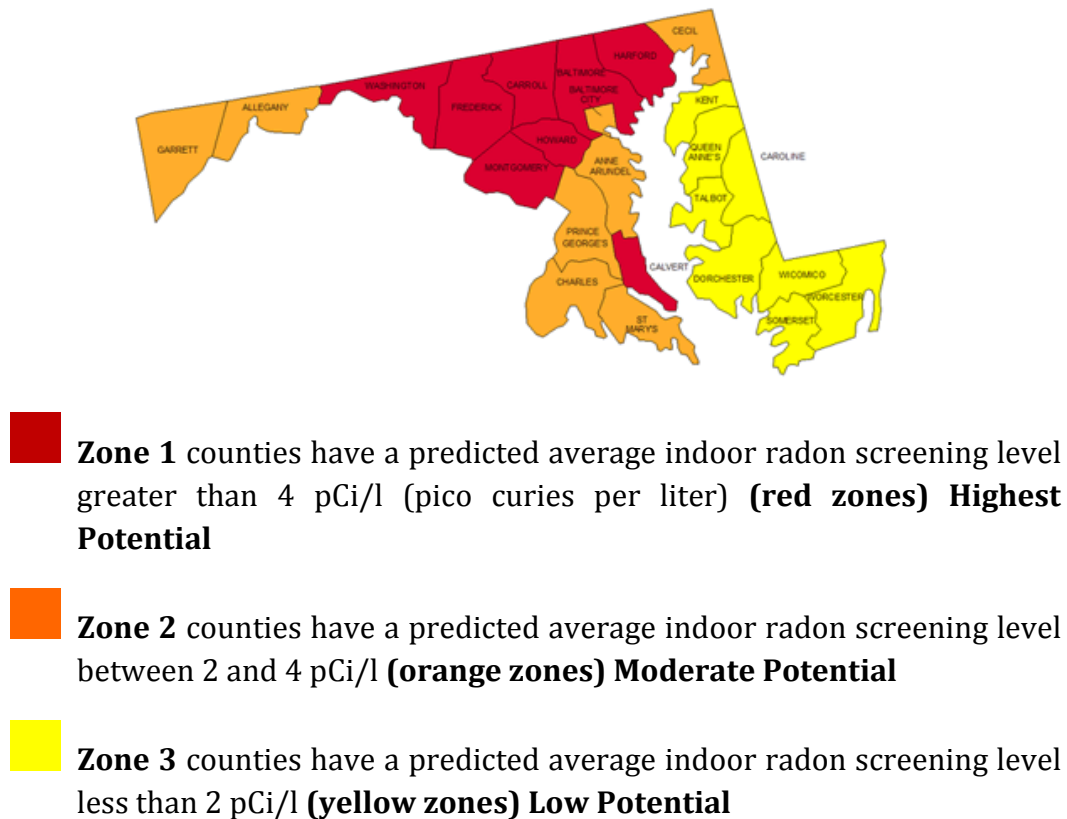 CECIL
HARFORD
BALTIMORE
CARROLL
WASHINGTON
BALTIMORE
CITY
KENT
FREDERICK
ALLEGANY
HOWARD
QUEEN
ANNE'S
GARRETT
CAROLINE
ANNE
ARUNDEL
MONTGOMERY
TALBOT
PRINCE
GEORGE'S
CALVERT
DORCHESTER
WICOMICO
CHARLES
WORCESTER
ST
MARY'S
SOMERSET
Zone 1 counties have a predicted average indoor radon screening level
greater than 4 pCi/l (pico curies per liter) (red zones) Highest
Potential
Zone 2 counties have a predicted average indoor radon screening level
between 2 and 4 pCi/l (orange zones) Moderate Potential
Zone 3 counties have a predicted average indoor radon screening level
less than 2 pCi/l (yellow zones) Low Potential